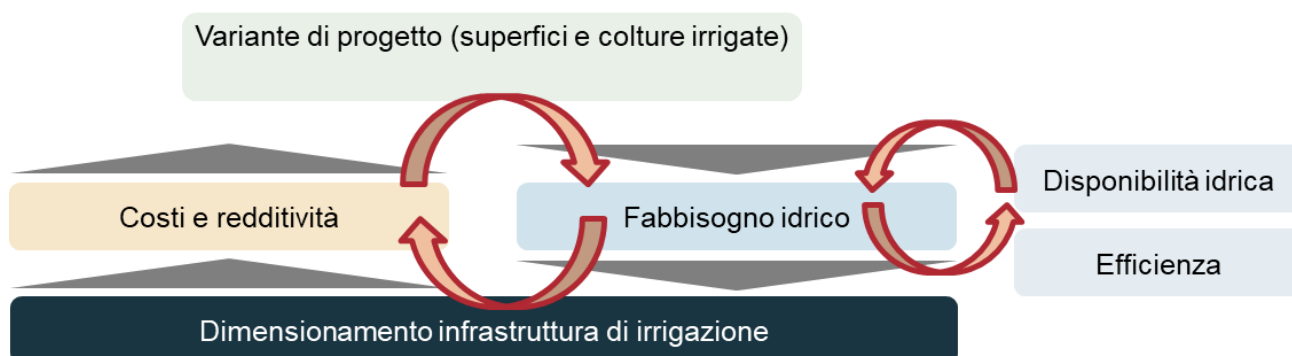 Variante di progetto (superfici e colture irrigate)
Costi e redditività
Fabbisogno idrico
Disponibilità idrica
Efficienza
Dimensionamento infrastruttura di irrigazione